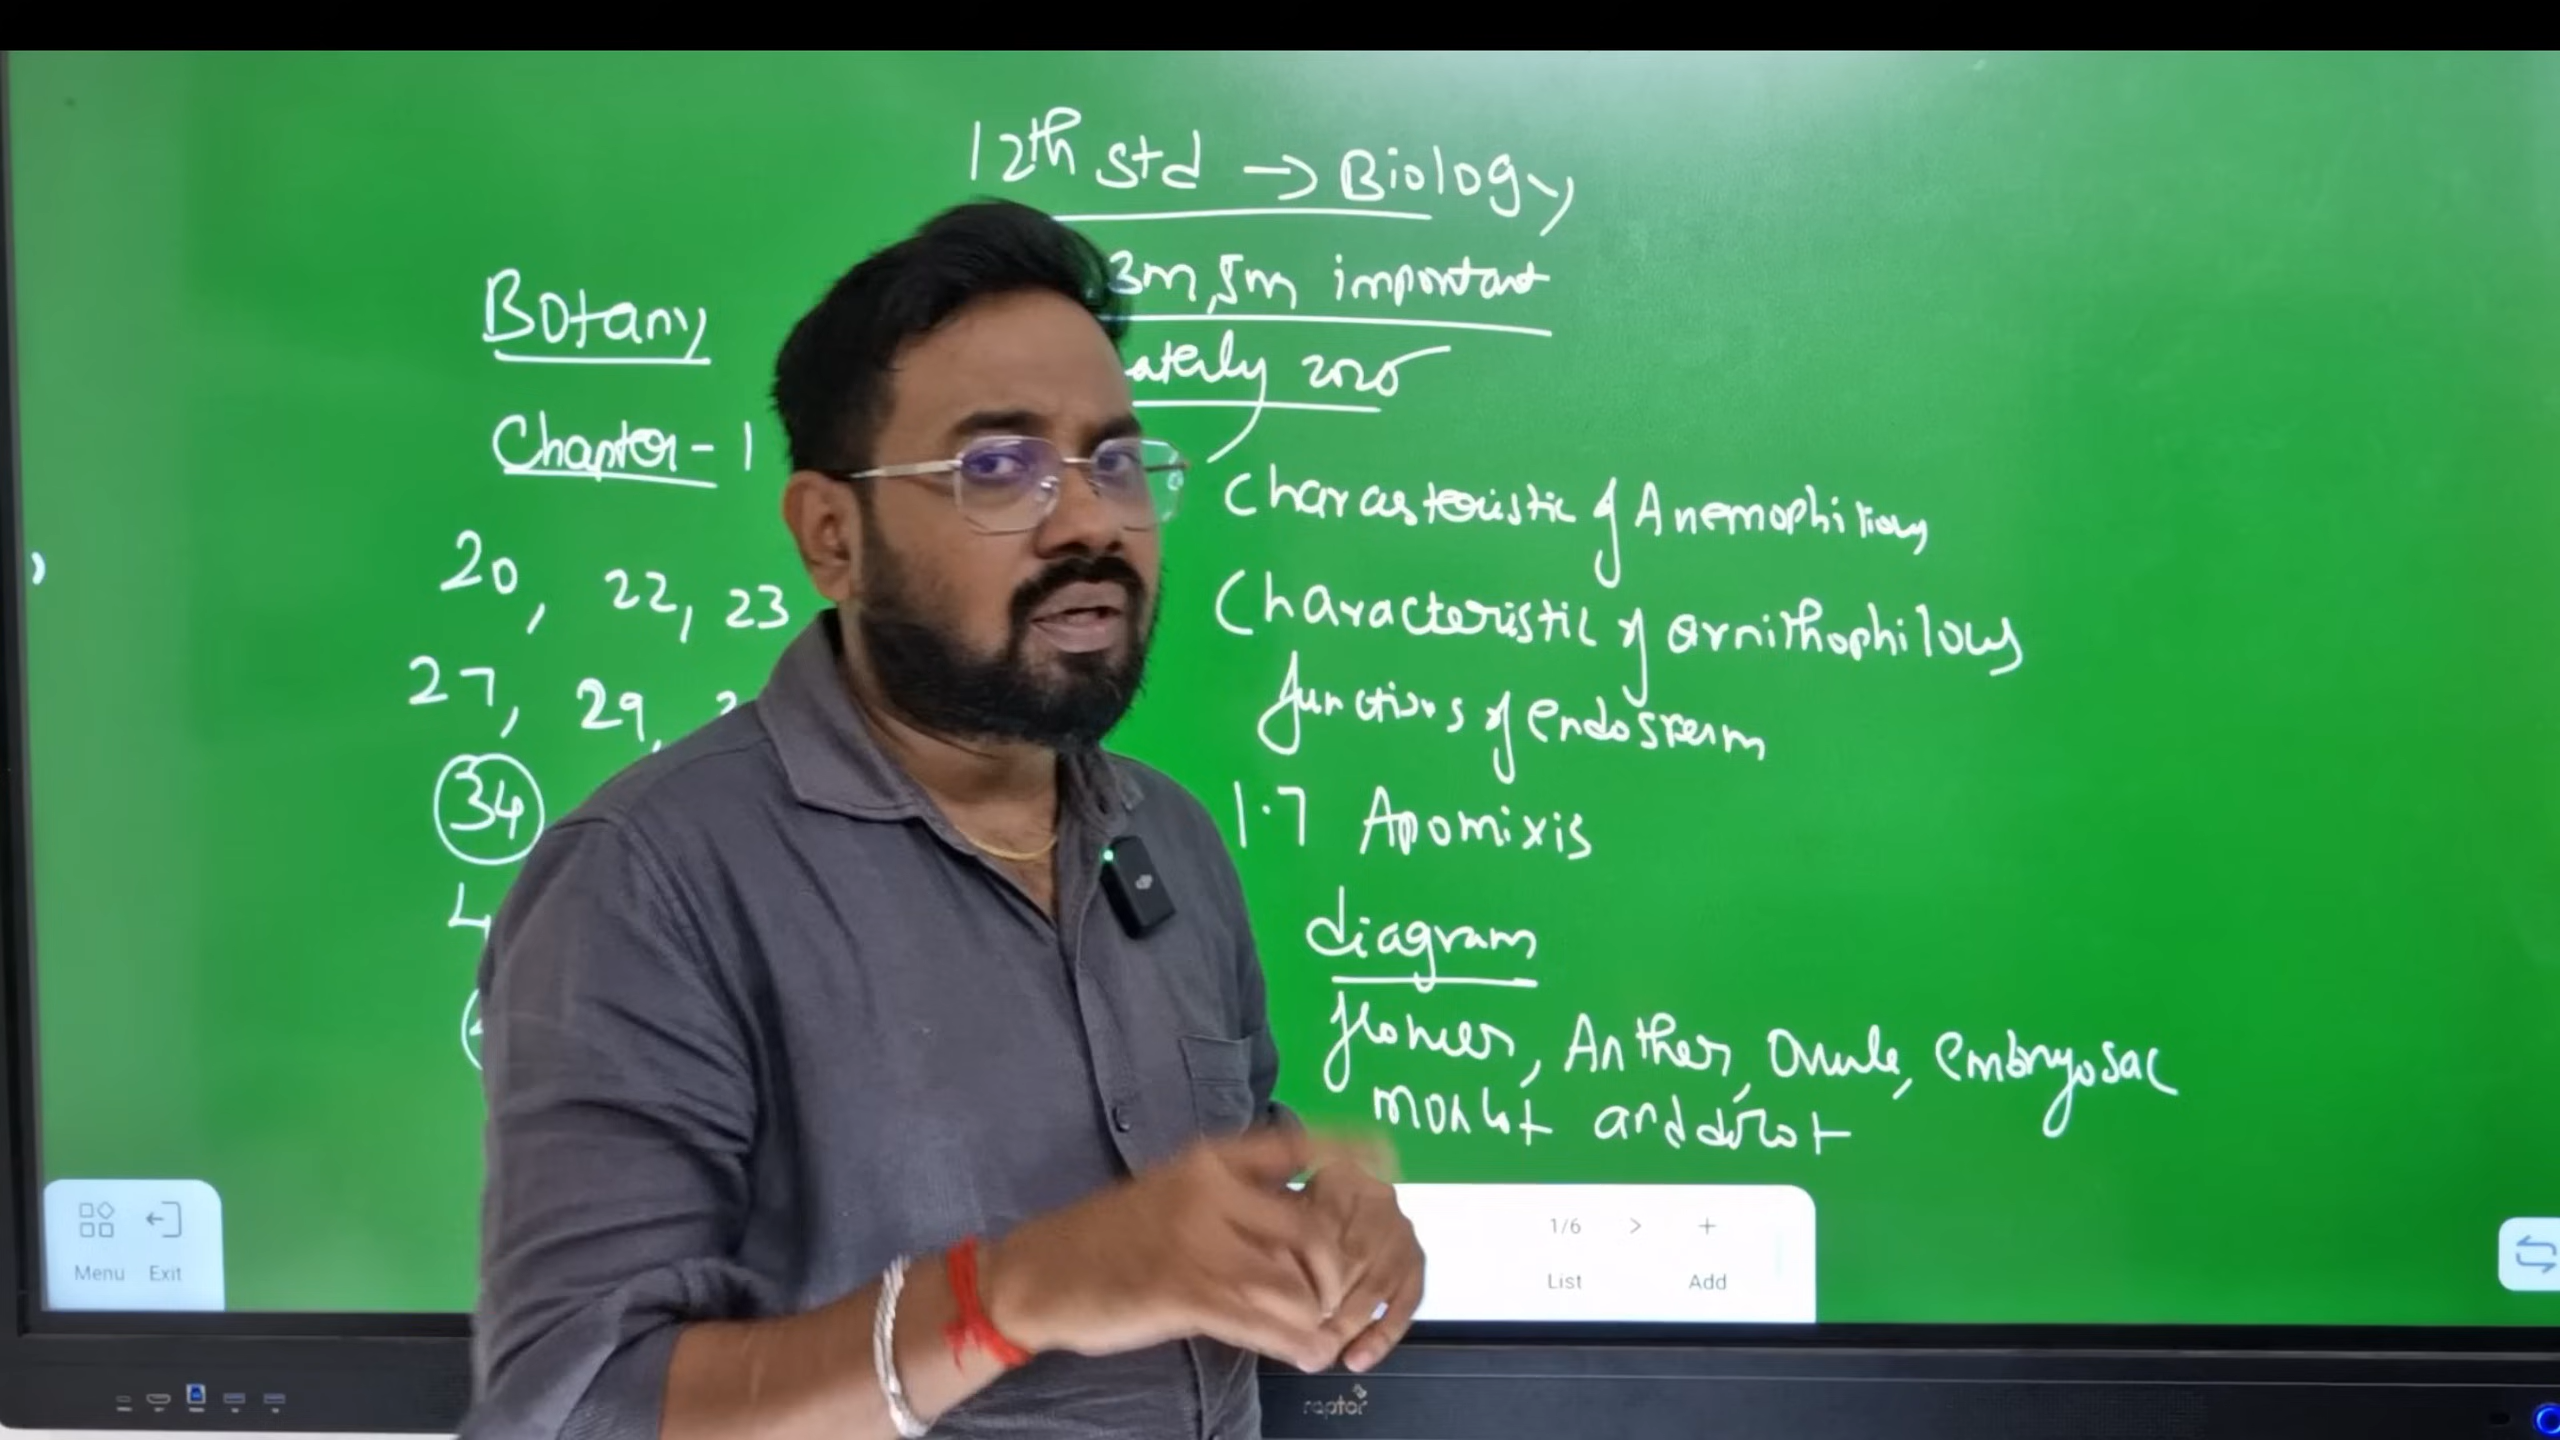 12th std → Biology
3m, 5m important
2025
Botany
Chapter - 1
20, 22, 23
27, 29,
34
Characteristic of Anemophilous
Characteristic of ornithophilous
functions of endosperm
1.7 Apomixis
diagram
flower, Anther, Ovule, embryosac
monocot and dicot
Menu Exit
1/6 > +
List Add
raptor